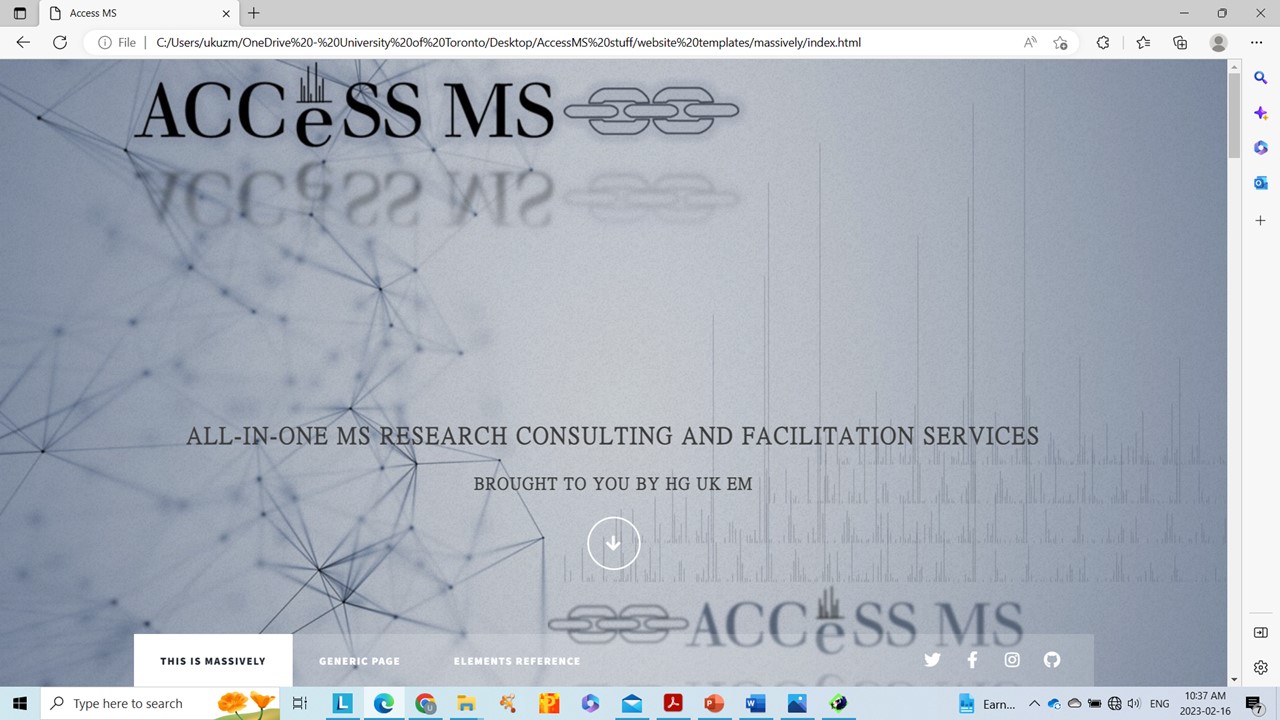 Access MS
File
C:/Users/ukuzm/OneDrive%20-%20University%20of%20Toronto/Desktop/AccessMS%20stuff/website%20templates/massively/index.html
ACCeSS MS
ACCeSS MS
ALL-IN-ONE MS RESEARCH CONSULTING AND FACILITATION SERVICES
BROUGHT TO YOU BY HG UK EM
ACCeSS MS
THIS IS MASSIVELY
GENERIC PAGE
ELEMENTS REFERENCE
Type here to search
Earn...
ENG
10:37 AM
2023-02-16
7